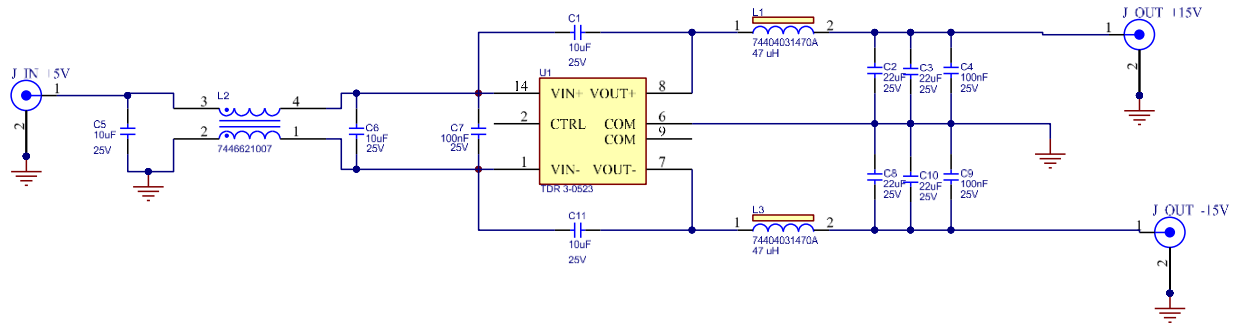 J_IN +5V
1
2
C5
10uF
25V
3
L2
4
2
1
7446621007
C6
10uF
25V
C7
100nF
25V
C1
10uF
25V
U1
14
VIN+
VOUT+
8
2
CTRL
COM
6
COM
9
1
VIN-
VOUT-
7
TDR 3-0523
C11
10uF
25V
L1
1
2
74404031470A
47 uH
C2
22uF
25V
C3
22uF
25V
C4
100nF
25V
J_OUT +15V
1
2
C8
22uF
25V
C10
22uF
25V
C9
100nF
25V
L3
1
2
74404031470A
47 uH
J_OUT -15V
1
2